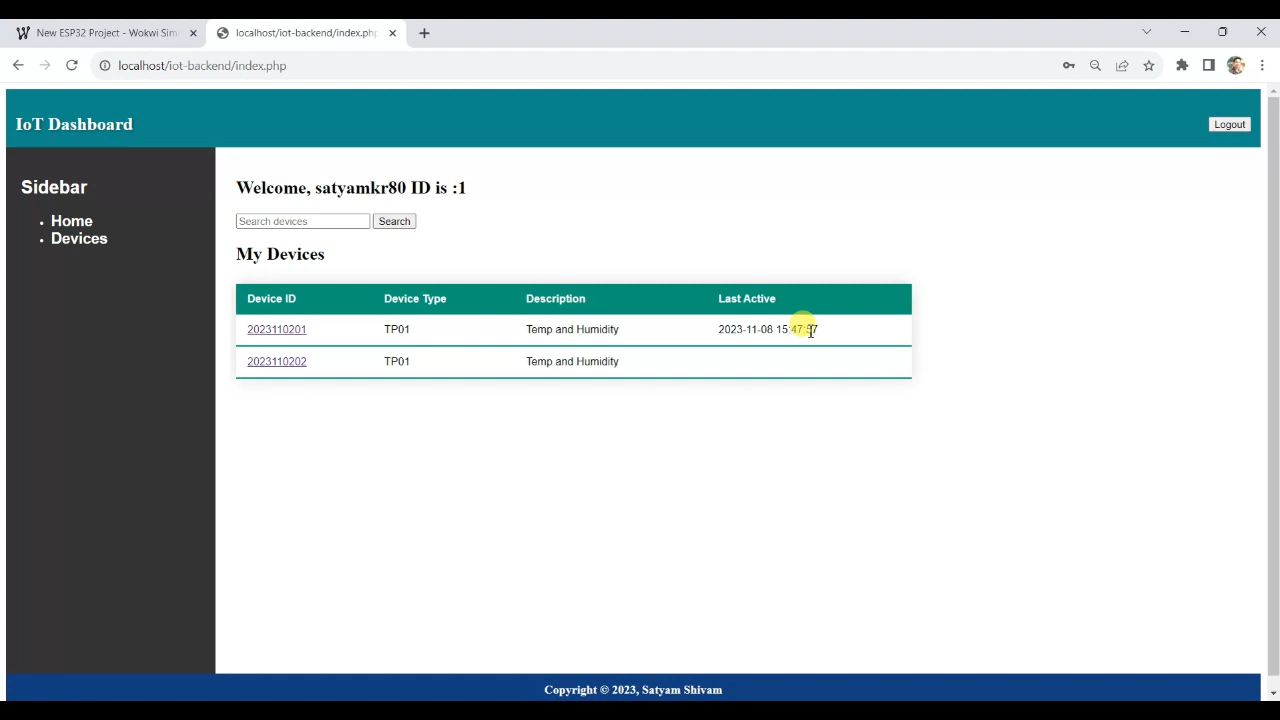 New ESP32 Project - Wokwi Sim
localhost/iot-backend/index.php
localhost/iot-backend/index.php
IoT Dashboard
Logout
Sidebar
Home
Devices
Welcome, satyamkr80 ID is :1
Search devices
Search
My Devices
Device ID Device Type Description Last Active
2023110201 TP01 Temp and Humidity 2023-11-08 15:47:57
2023110202 TP01 Temp and Humidity
Copyright © 2023, Satyam Shivam